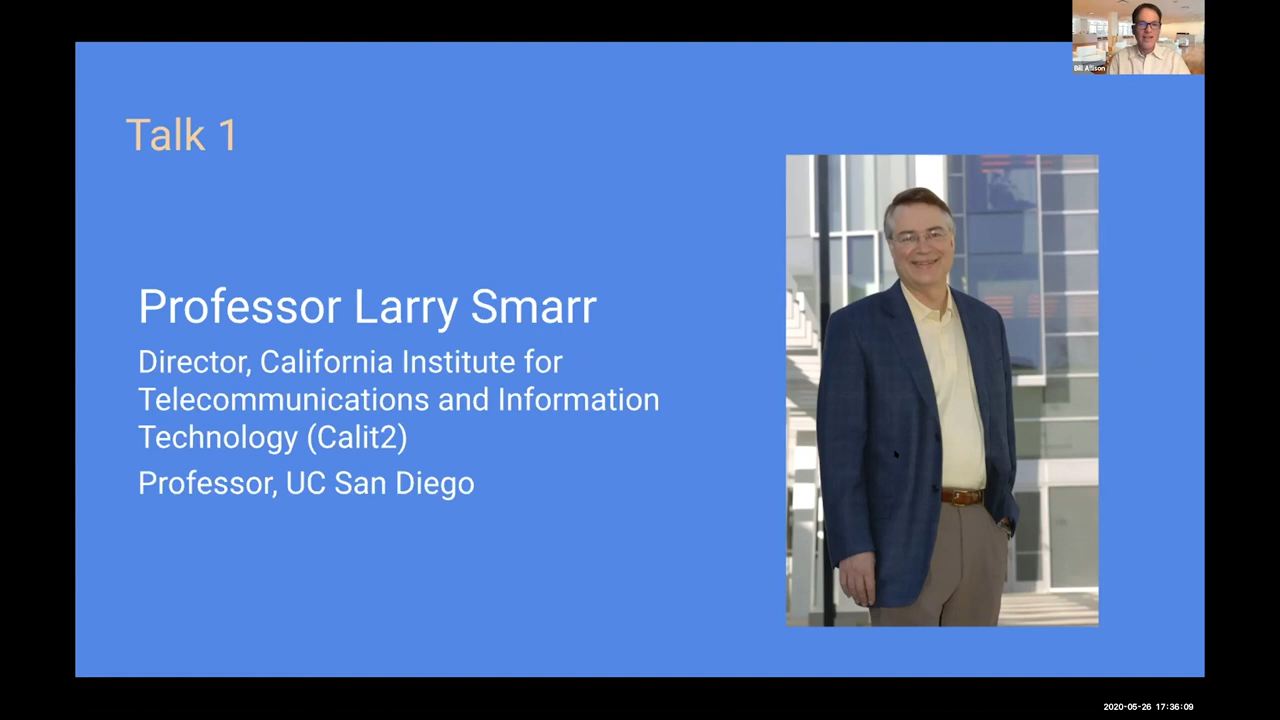 Bill Allison
Talk 1
Professor Larry Smarr
Director, California Institute for
Telecommunications and Information
Technology (Calit2)
Professor, UC San Diego
2020-05-26 17:36:09